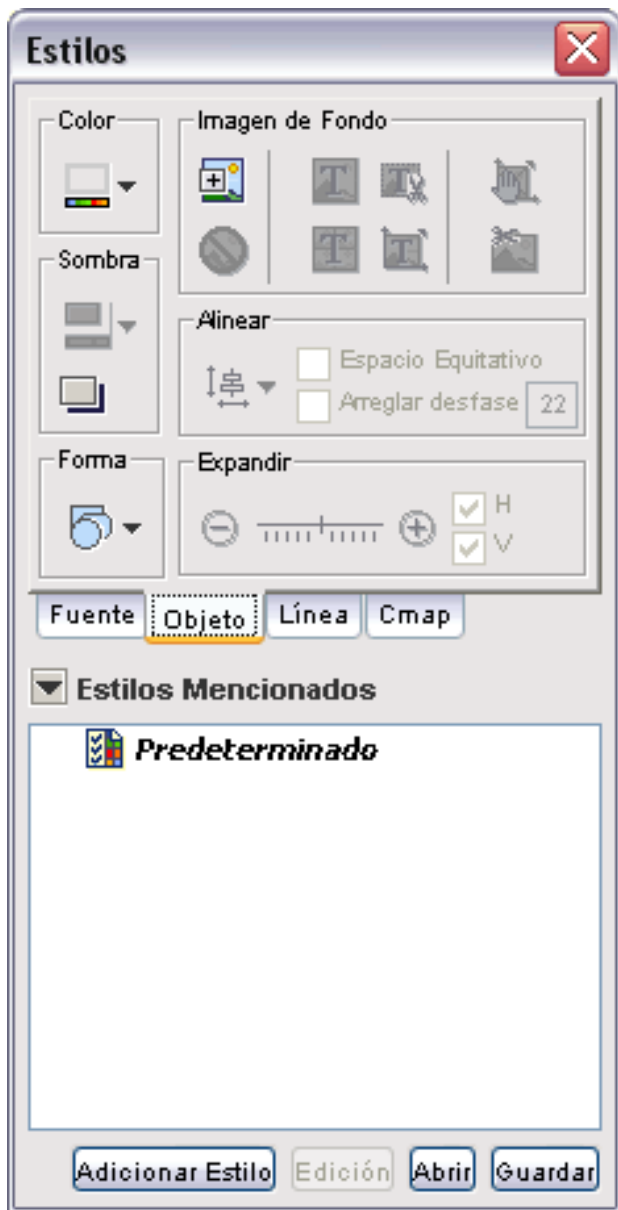 Estilos
Color
Imagen de Fondo
Sombra
Alinear
Espacio Equitativo
Arreglar desfase 22
Forma
Expandir
H
V
Fuente Objeto Línea Cmap
Estilos Mencionados
Predeterminado
Adicionar Estilo Edición Abrir Guardar